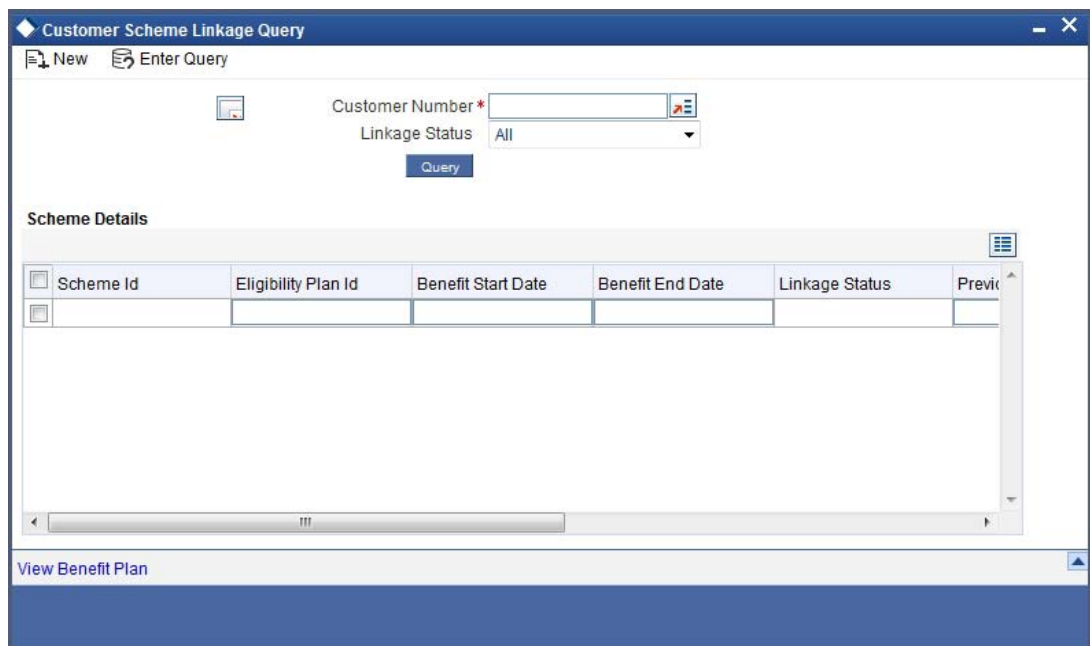 Customer Scheme Linkage Query
New Enter Query
Customer Number *
Linkage Status All
Query
Scheme Details
Scheme Id Eligibility Plan Id Benefit Start Date Benefit End Date Linkage Status Previc
View Benefit Plan